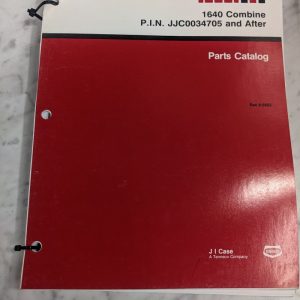 1640 Combine
P.I.N. JJC0034705 and After
Parts Catalog
J I Case
A Tenneco Company